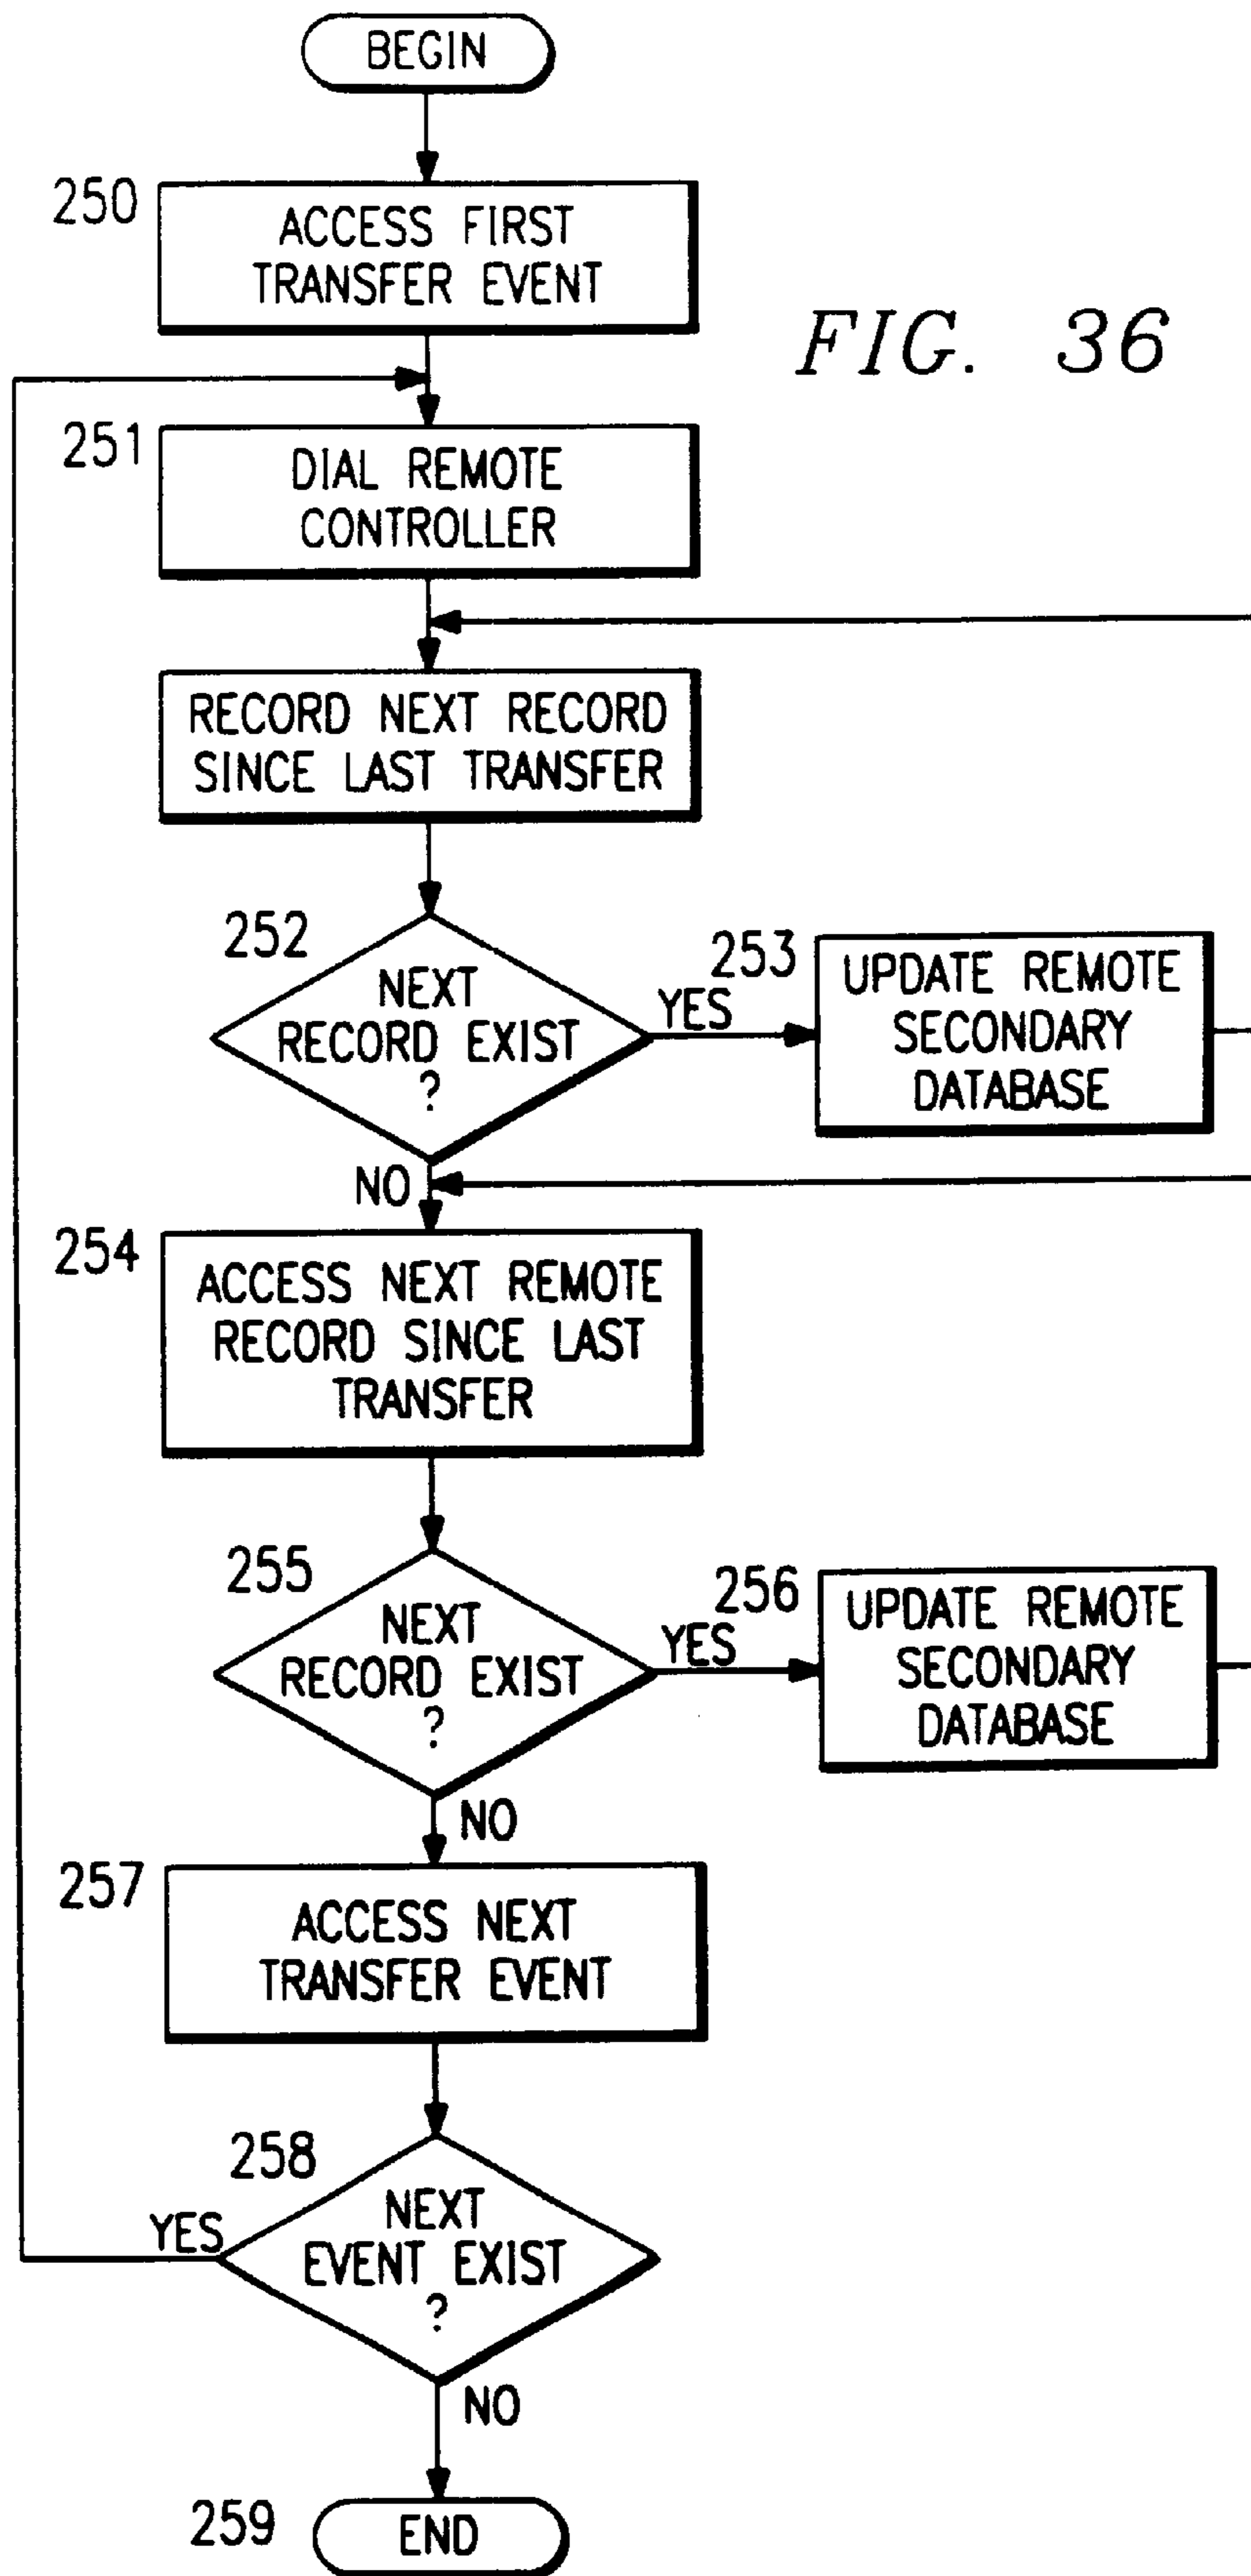 BEGIN
250
ACCESS FIRST
TRANSFER EVENT
FIG. 36
251
DIAL REMOTE
CONTROLLER
RECORD NEXT RECORD
SINCE LAST TRANSFER
252
NEXT
RECORD EXIST
?
YES
253
UPDATE REMOTE
SECONDARY
DATABASE
NO
254
ACCESS NEXT REMOTE
RECORD SINCE LAST
TRANSFER
255
NEXT
RECORD EXIST
?
YES
256
UPDATE REMOTE
SECONDARY
DATABASE
NO
257
ACCESS NEXT
TRANSFER EVENT
258
YES
NEXT
EVENT EXIST
?
NO
259
END